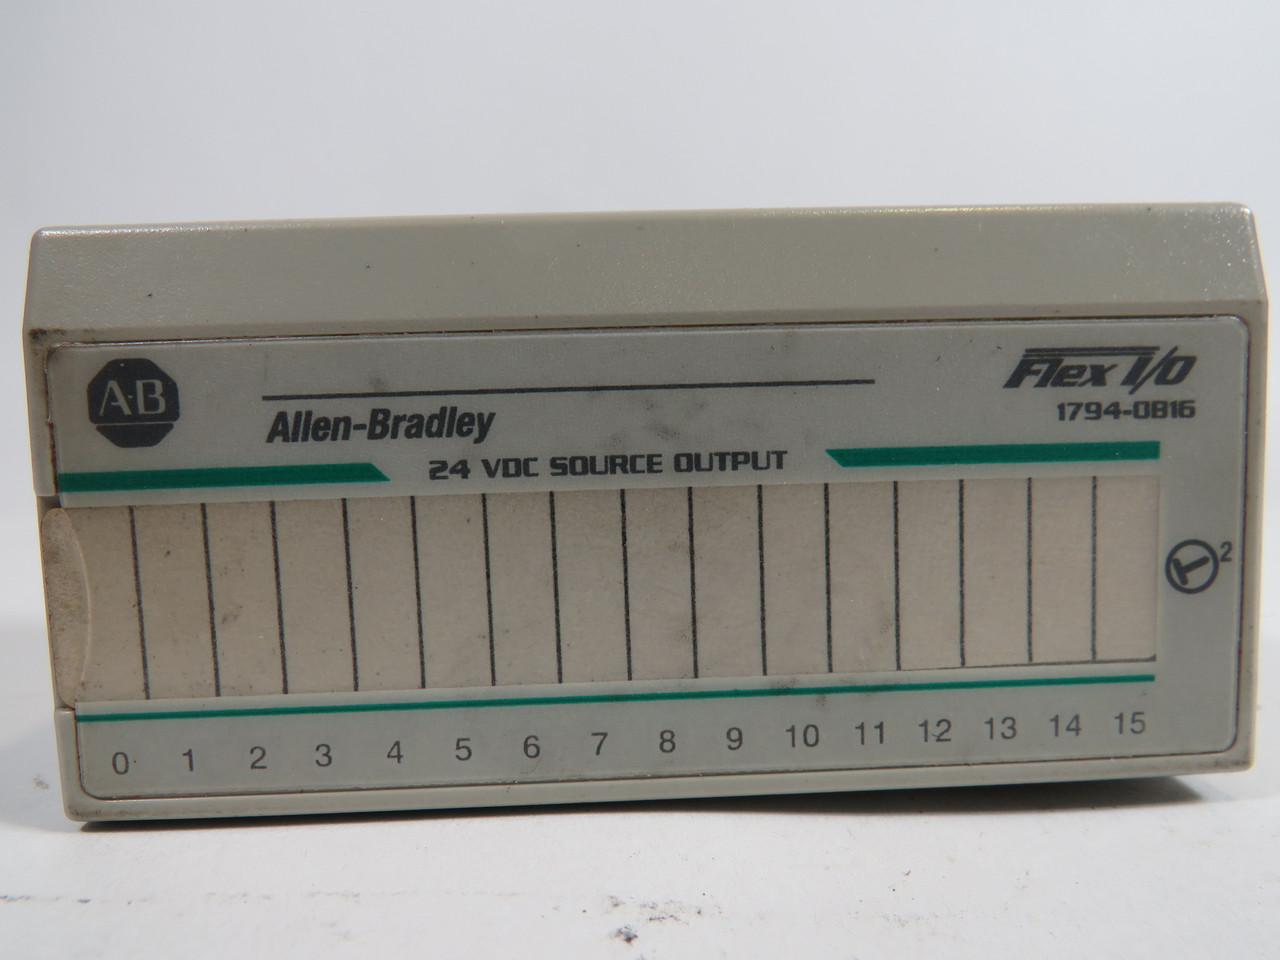 A-B
Allen-Bradley
Flex I/O
1794-OB16
24 VDC SOURCE OUTPUT
2
0 1 2 3 4 5 6 7 8 9 10 11 12 13 14 15